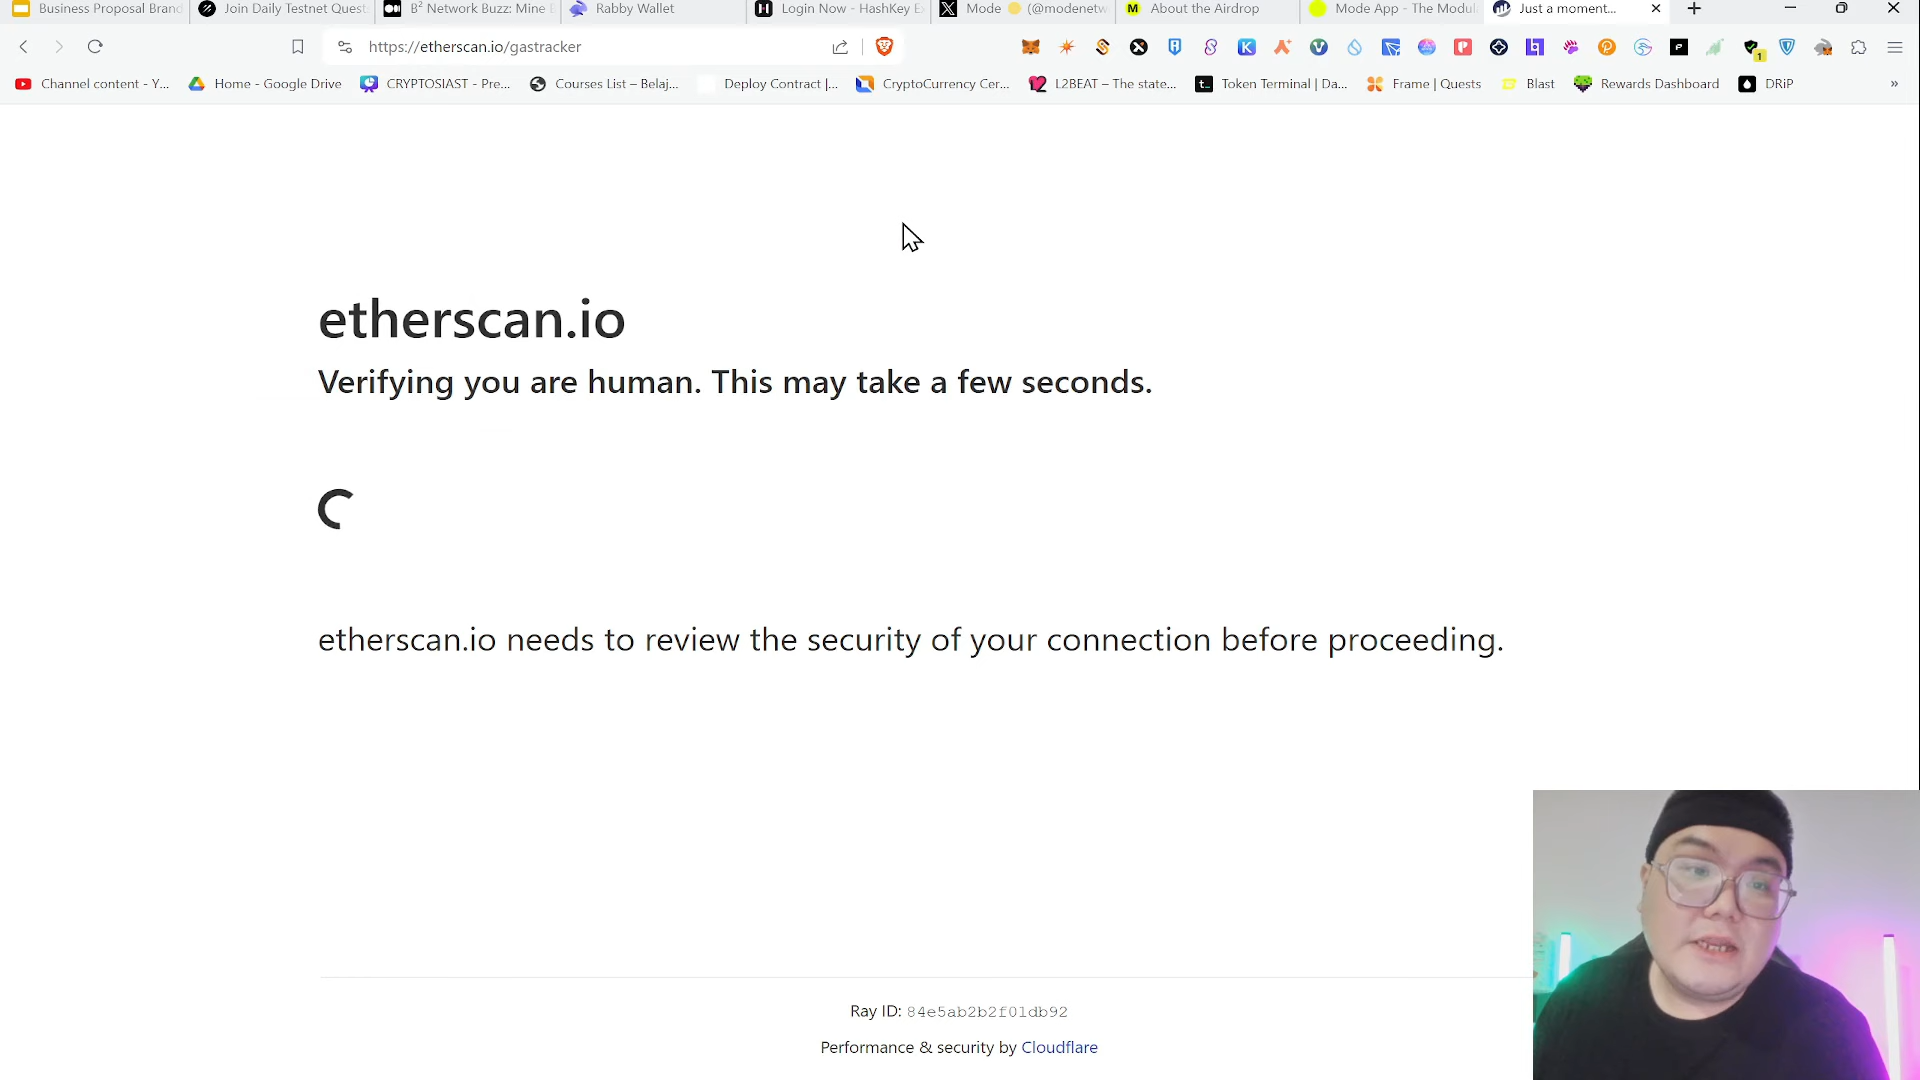 Business Proposal Brand
Join Daily Testnet Quest
B² Network Buzz: Mine
Rabby Wallet
Login Now - HashKey E
Mode (@modenetw
About the Airdrop
Mode App - The Modul
Just a moment...
https://etherscan.io/gastracker
1
Channel content - Y...
Home - Google Drive
CRYPTOSIAST - Pre...
Courses List – Belaj...
Deploy Contract |...
CryptoCurrency Cer...
L2BEAT – The state...
Token Terminal | Da...
Frame | Quests
Blast
Rewards Dashboard
DRiP
»
etherscan.io
Verifying you are human. This may take a few seconds.
etherscan.io needs to review the security of your connection before proceeding.
Ray ID: 84e5ab2b2f01db92
Performance & security by Cloudflare